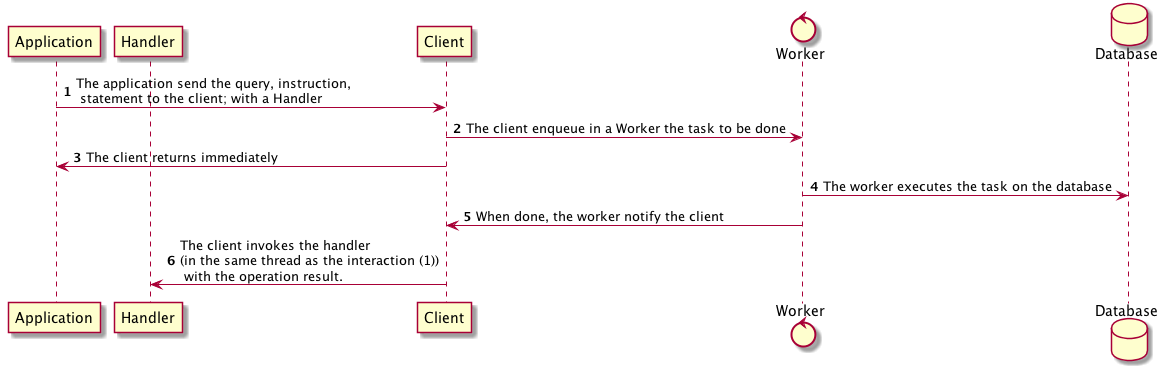 Application
Handler
Client
Worker
Database
1 The application send the query, instruction,
statement to the client; with a Handler
2 The client enqueue in a Worker the task to be done
3 The client returns immediately
4 The worker executes the task on the database
5 When done, the worker notify the client
The client invokes the handler
6 (in the same thread as the interaction (1))
with the operation result.
Application
Handler
Client
Worker
Database